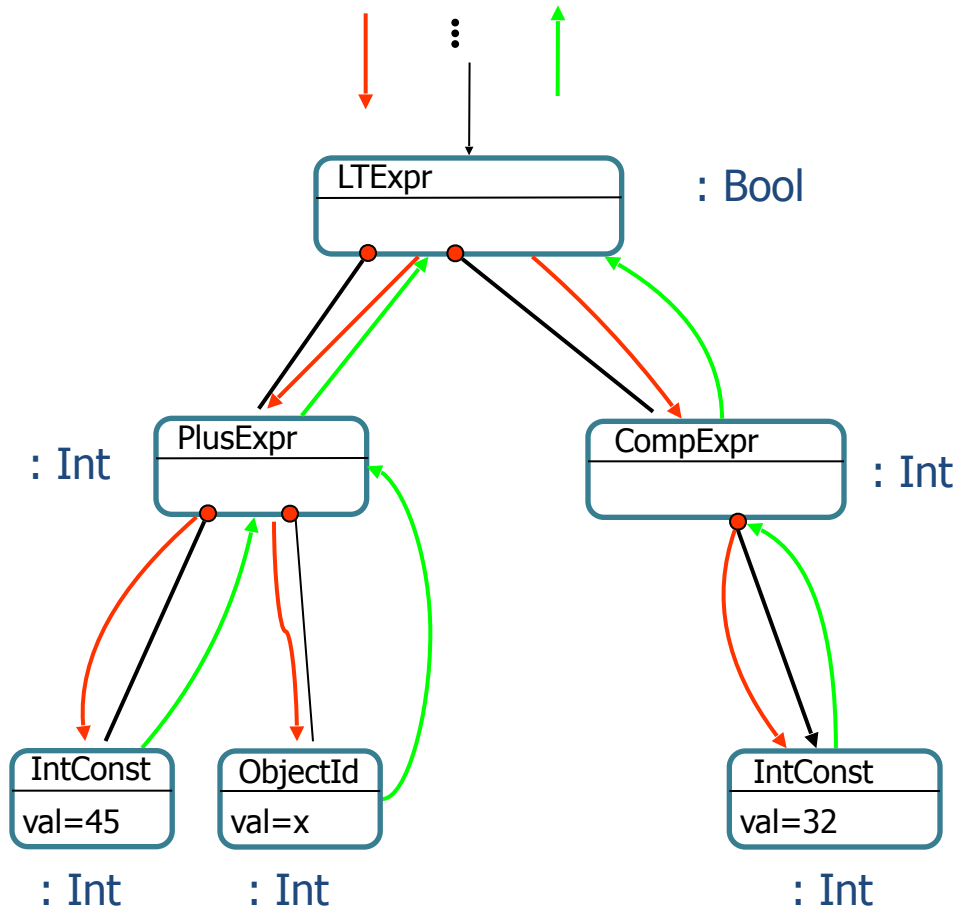 LTExpr
: Bool
PlusExpr
: Int
CompExpr
: Int
IntConst
val=45
: Int
ObjectId
val=x
: Int
IntConst
val=32
: Int